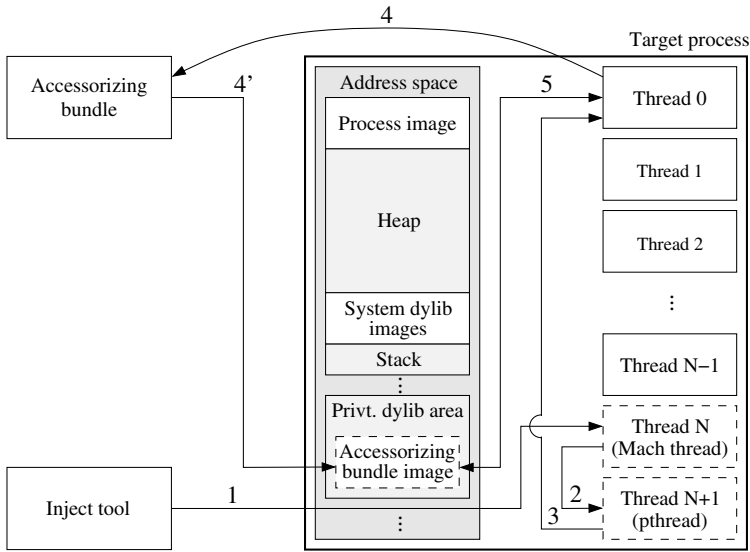 4
Target process
Accessorizing
bundle
4’
Address space
Process image
Heap
System dylib
images
Stack
⋮
Privt. dylib area
Accessorizing
bundle image
⋮
5
Thread 0
Thread 1
Thread 2
⋮
Thread N−1
Thread N
(Mach thread)
2
3
Thread N+1
(pthread)
Inject tool
1